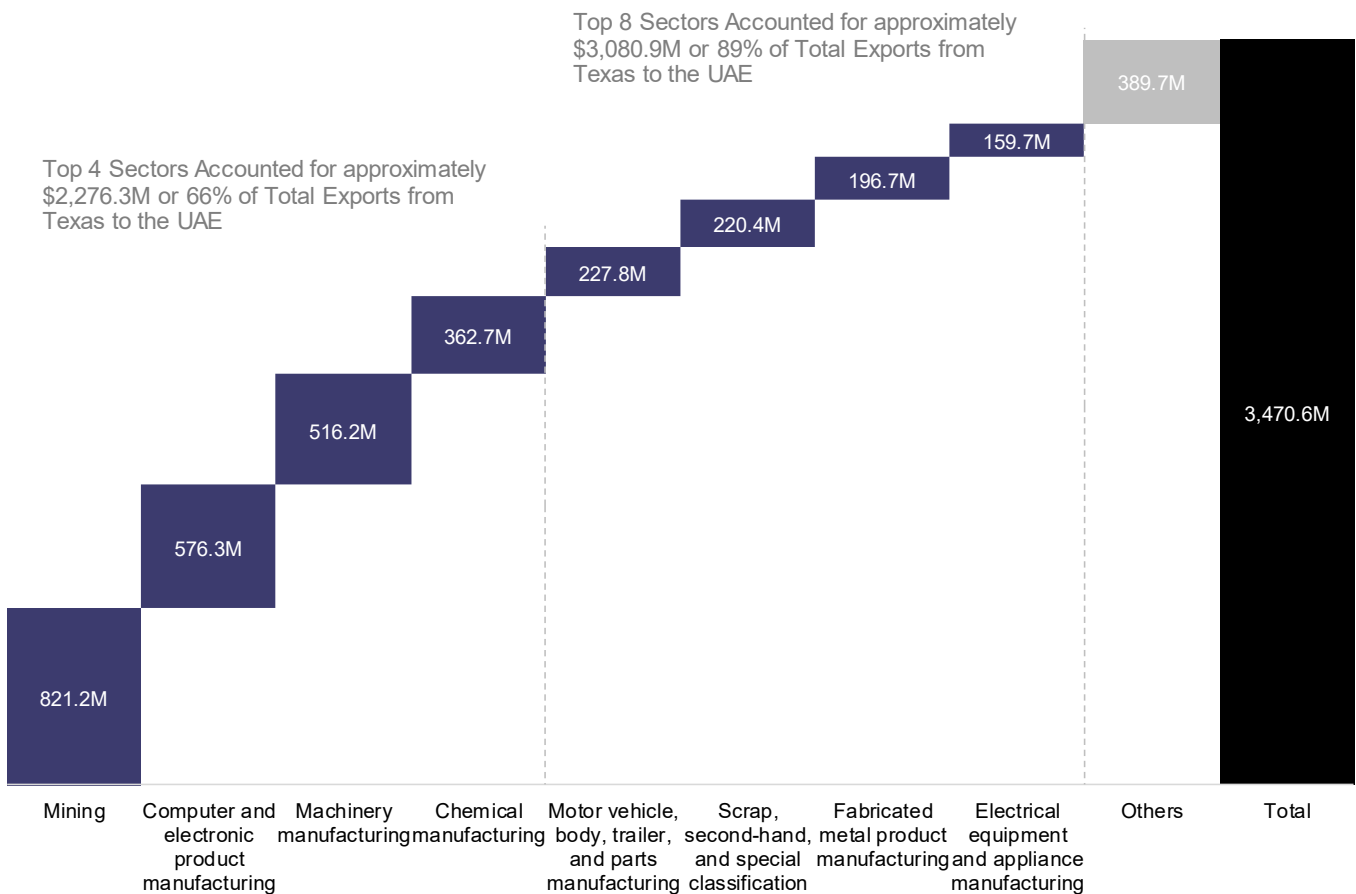 Top 8 Sectors Accounted for approximately
$3,080.9M or 89% of Total Exports from
Texas to the UAE
Top 4 Sectors Accounted for approximately
$2,276.3M or 66% of Total Exports from
Texas to the UAE
821.2M
576.3M
516.2M
362.7M
227.8M
220.4M
196.7M
159.7M
389.7M
3,470.6M
Mining
Computer and
electronic
product
manufacturing
Machinery
manufacturing
Chemical
manufacturing
Motor vehicle,
body, trailer,
and parts
manufacturing
Scrap,
second-hand,
and special
classification
Fabricated
metal product
manufacturing
Electrical
equipment
and appliance
manufacturing
Others
Total